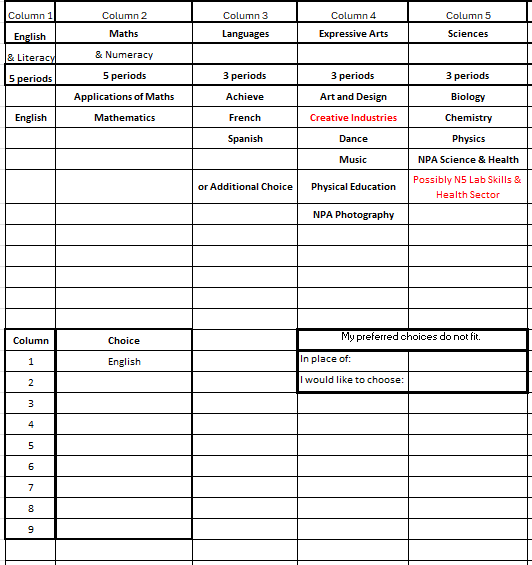 Column 1 Column 2 Column 3 Column 4 Column 5
English Maths Languages Expressive Arts Sciences
& Literacy & Numeracy
5 periods 5 periods 3 periods 3 periods 3 periods
Applications of Maths Achieve Art and Design Biology
English Mathematics French Creative Industries Chemistry
Spanish Dance Physics
Music NPA Science & Health
or Additional Choice Physical Education Possibly N5 Lab Skills &
Health Sector
NPA Photography
Column Choice My preferred choices do not fit.
1 English In place of:
2 I would like to choose:
3
4
5
6
7
8
9